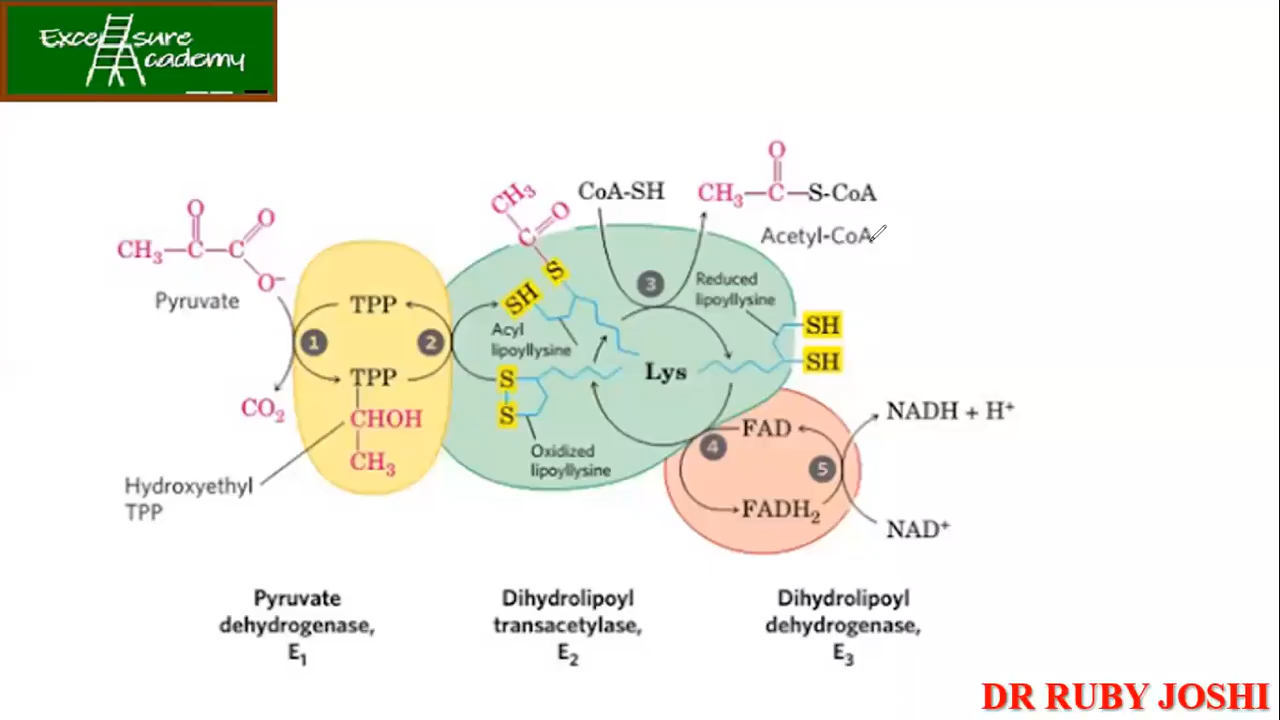 Excel sure
Academy
O
CH₃—C—S-CoA
Acetyl-CoA
CoA-SH
CH₃
O
C
S
SH
Acyl
lipoyllysine
Reduced
lipoyllysine
SH
SH
O
O
CH₃—C—C
O⁻
Pyruvate
TPP
1
2
3
TPP
CHOH
CH₃
CO₂
Hydroxyethyl
TPP
S
S
Lys
Oxidized
lipoyllysine
FAD
4
5
FADH₂
NADH + H⁺
NAD⁺
Pyruvate
dehydrogenase,
E₁
Dihydrolipoyl
transacetylase,
E₂
Dihydrolipoyl
dehydrogenase,
E₃
DR RUBY JOSHI